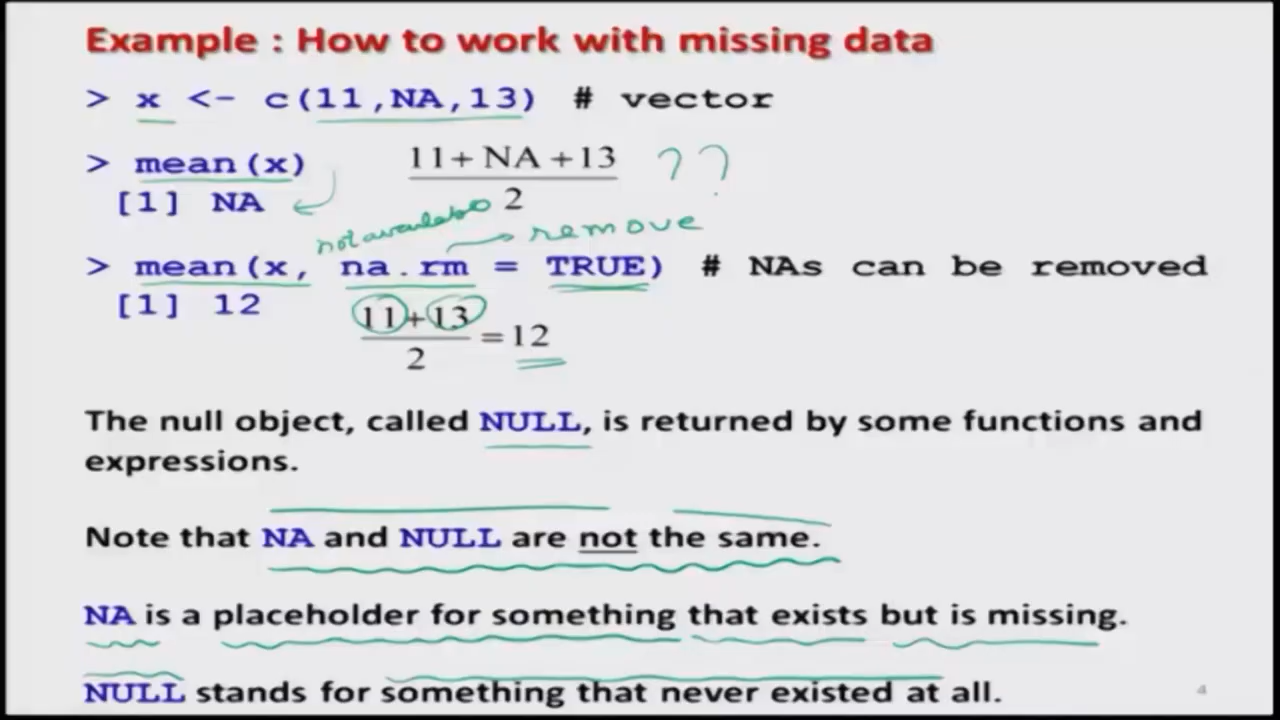 Example : How to work with missing data
> x <- c(11,NA,13) # vector
> mean(x) 11+ NA +13 ??
[1] NA 2
not available remove
> mean(x, na.rm = TRUE) # NAs can be removed
[1] 12 11+13 =12
2
The null object, called NULL, is returned by some functions and
expressions.
Note that NA and NULL are not the same.
NA is a placeholder for something that exists but is missing.
NULL stands for something that never existed at all.
4